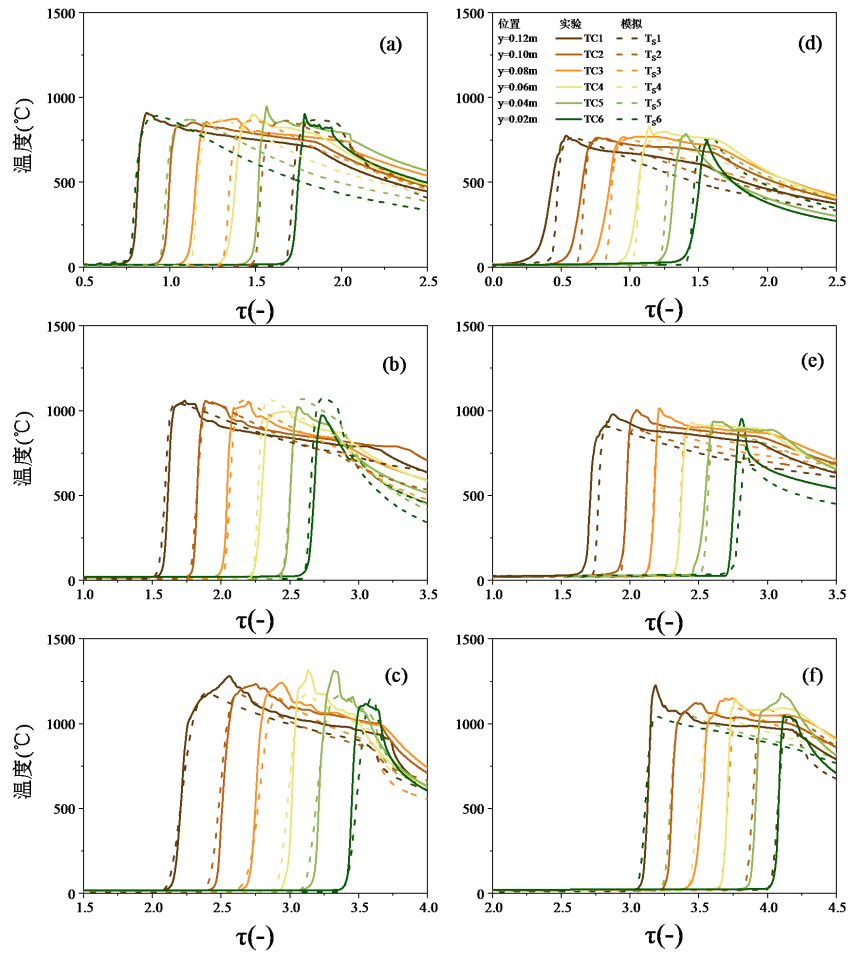 (a)
1500
1000
500
0
温度(℃)
0.5 1.0 1.5 2.0 2.5
τ(-)
(d)
位置 实验 模拟
y=0.12m TC1 Ts1
y=0.10m TC2 Ts2
y=0.08m TC3 Ts3
y=0.06m TC4 Ts4
y=0.04m TC5 Ts5
y=0.02m TC6 Ts6
1500
1000
500
0
0.0 0.5 1.0 1.5 2.0 2.5
τ(-)
(b)
1500
1000
500
0
温度(℃)
1.0 1.5 2.0 2.5 3.0 3.5
τ(-)
(e)
1500
1000
500
0
1.0 1.5 2.0 2.5 3.0 3.5
τ(-)
(c)
1500
1000
500
0
温度(℃)
1.5 2.0 2.5 3.0 3.5 4.0
τ(-)
(f)
1500
1000
500
0
2.0 2.5 3.0 3.5 4.0 4.5
τ(-)